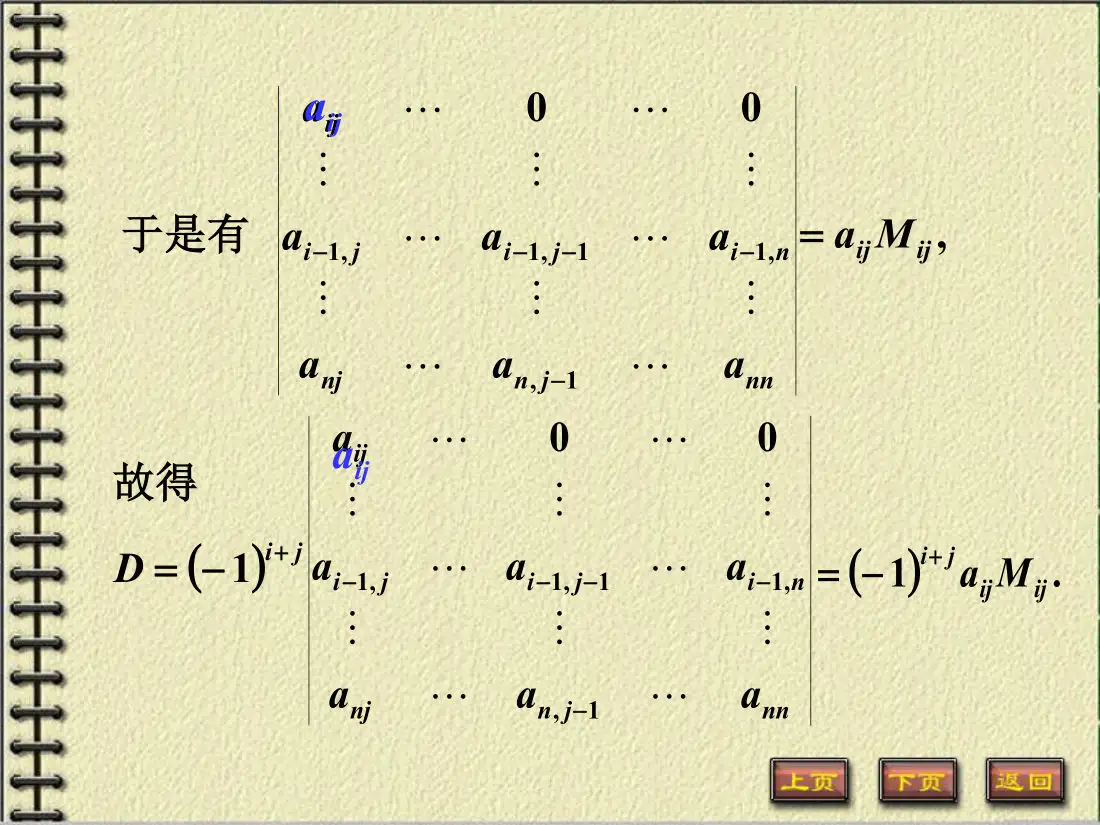 a_{ij} ⋯ 0 ⋯ 0
⋮ ⋮ ⋮
于是有 a_{i−1,j} ⋯ a_{i−1,j−1} ⋯ a_{i−1,n} = a_{ij} M_{ij},
⋮ ⋮ ⋮
a_{nj} ⋯ a_{n,j−1} ⋯ a_{nn}
a_{ij} ⋯ 0 ⋯ 0
a_{ij}
故得 ⋮ ⋮ ⋮
D = (−1)^{i+j} a_{i−1,j} ⋯ a_{i−1,j−1} ⋯ a_{i−1,n} = (−1)^{i+j} a_{ij} M_{ij}.
⋮ ⋮ ⋮
a_{nj} ⋯ a_{n,j−1} ⋯ a_{nn}
上页 下页 返回